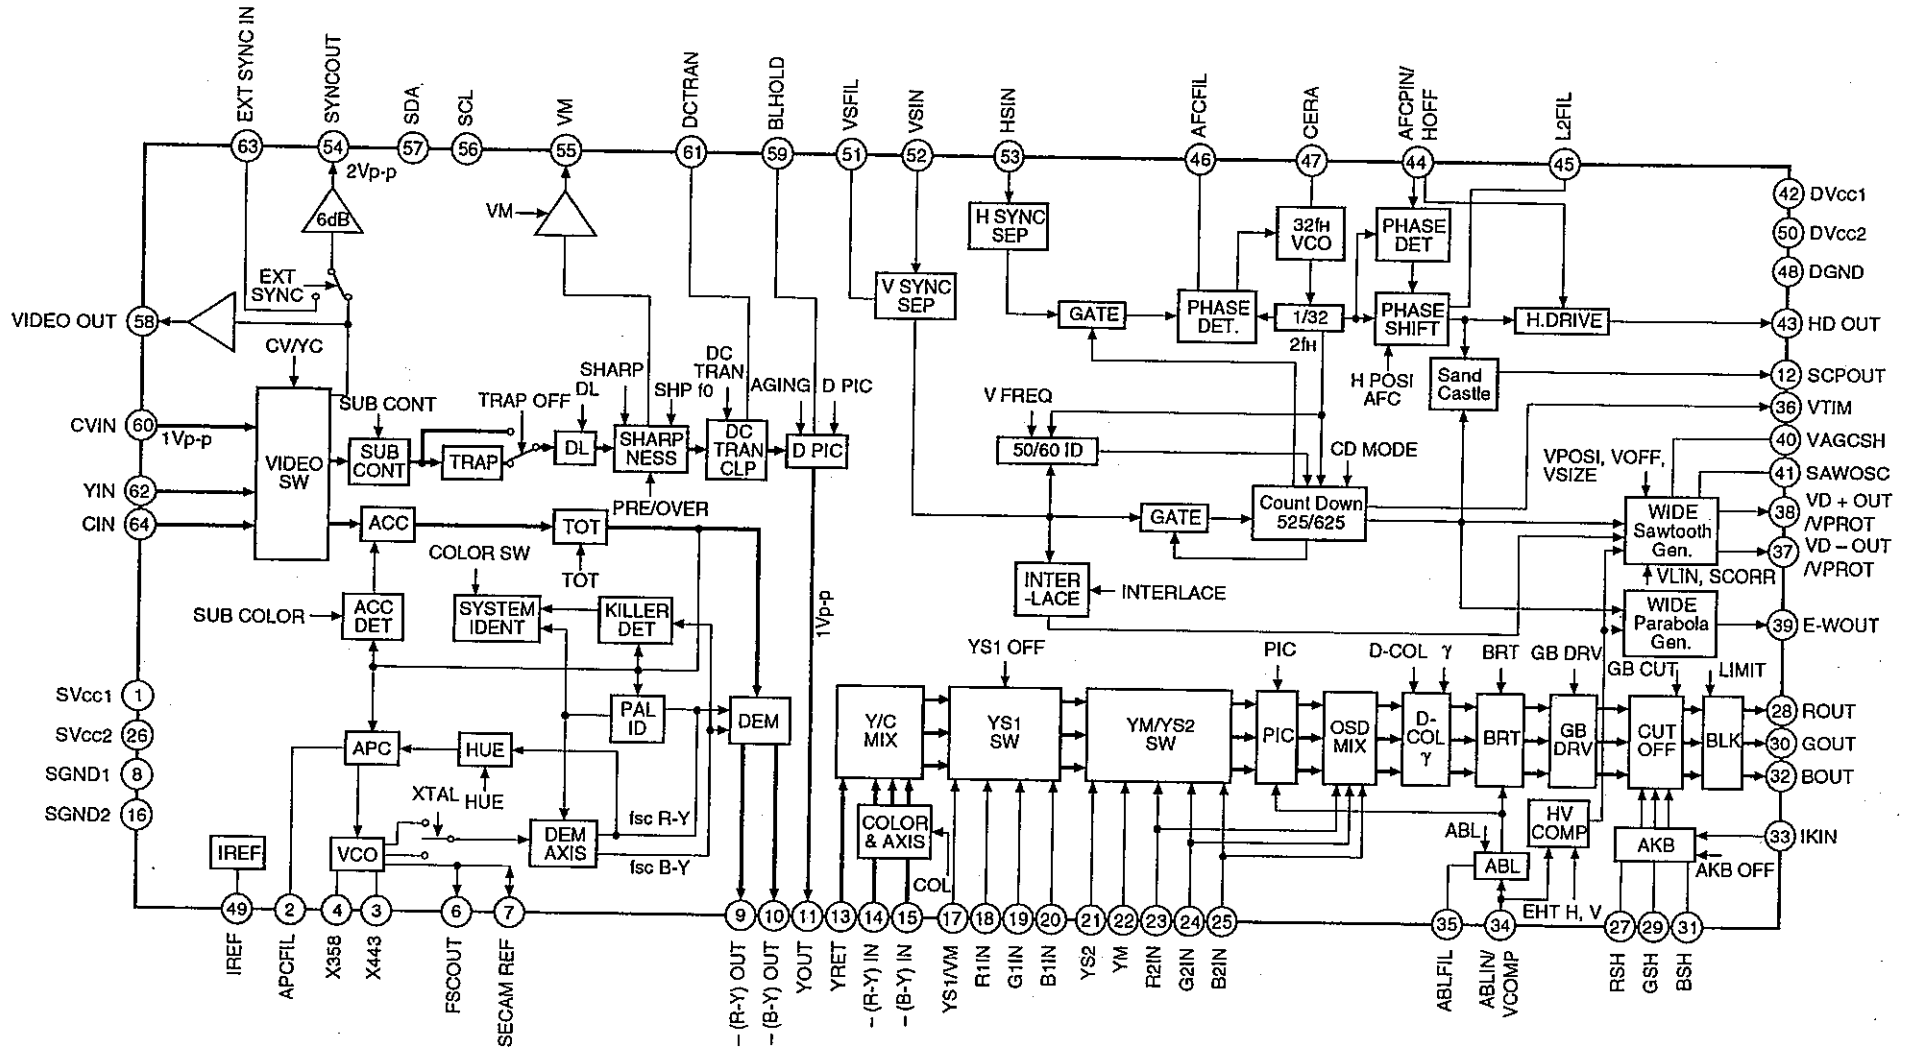 EXT SYNC IN
SYNCOUT
SDA
SCL
VM
DCTRAN
BLHOLD
VSFIL
VSIN
HSIN
AFCFIL
CERA
AFCPIN/
HOFF
L2FIL
63
54
57
56
55
61
59
51
52
53
46
47
44
45
2Vp-p
6dB
VM
EXT
SYNC
H SYNC
SEP
V SYNC
SEP
32fH
VCO
PHASE
DET
42 DVcc1
50 DVcc2
48 DGND
VIDEO OUT 58
GATE
PHASE
DET.
1/32
2fH
PHASE
SHIFT
H.DRIVE
43 HD OUT
CV/YC
SUB CONT
TRAP OFF
DL
SHARP
SHP f0
DC
TRAN
AGING
D PIC
V FREQ
H POSI
AFC
Sand
Castle
12 SCPOUT
36 VTIM
CVIN 60 1Vp-p
VIDEO
SW
SUB
CONT
TRAP
DL
SHARP
NESS
DC
TRAN
CLP
D PIC
50/60 ID
CD MODE
VPOSI, VOFF,
VSIZE
40 VAGCSH
41 SAWOSC
YIN 62
CIN 64
PRE/OVER
ACC
TOT
TOT
GATE
Count Down
525/625
WIDE
Sawtooth
Gen.
38 VD + OUT
/VPROT
37 VD – OUT
/VPROT
VLIN, SCORR
COLOR SW
SUB COLOR
ACC
DET
SYSTEM
IDENT
KILLER
DET
1Vp-p
INTER
-LACE
INTERLACE
WIDE
Parabola
Gen.
39 E-WOUT
SVcc1 1
SVcc2 26
SGND1 8
SGND2 16
PAL
ID
DEM
APC
HUE
HUE
XTAL
YS1 OFF
PIC
D-COL γ
BRT
GB DRV
GB CUT
LIMIT
Y/C
MIX
YS1
SW
YM/YS2
SW
PIC
OSD
MIX
D-
COL
γ
BRT
GB
DRV
CUT
OFF
BLK
28 ROUT
30 GOUT
32 BOUT
IREF
VCO
DEM
AXIS
fsc R-Y
fsc B-Y
COLOR
& AXIS
COL
ABL
ABL
HV
COMP
EHT H, V
AKB
AKB OFF
33 IKIN
49
2
4
3
6
7
9
10
11
13
14
15
17
18
19
20
21
22
23
24
25
35
34
27
29
31
IREF
APCFIL
X358
X443
FSCOUT
SECAM REF
– (R-Y) OUT
– (B-Y) OUT
YOUT
YRET
– (R-Y) IN
– (B-Y) IN
YS1/VM
R1IN
G1IN
B1IN
YS2
YM
R2IN
G2IN
B2IN
ABLFIL
ABLIN/
VCOMP
RSH
GSH
BSH